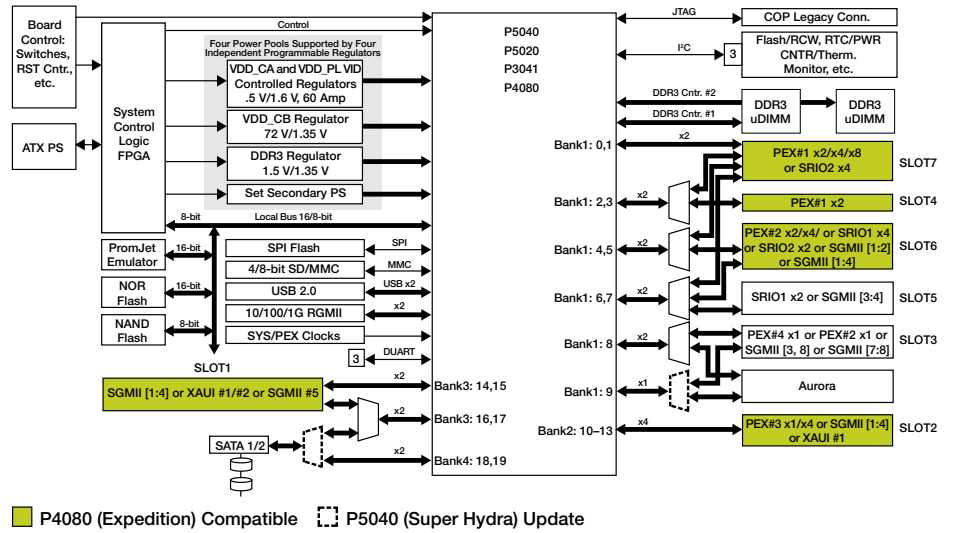 Board
Control:
Switches,
RST Cntr.,
etc.
ATX PS
System
Control
Logic
FPGA
Control
Four Power Pools Supported by Four
Independent Programmable Regulators
VDD_CA and VDD_PL VID
Controlled Regulators
.5 V/1.6 V, 60 Amp
VDD_CB Regulator
72 V/1.35 V
DDR3 Regulator
1.5 V/1.35 V
Set Secondary PS
8-bit
Local Bus 16/8-bit
PromJet
Emulator
16-bit
NOR
Flash
16-bit
NAND
Flash
8-bit
SPI Flash
SPI
4/8-bit SD/MMC
MMC
USB 2.0
USB x2
10/100/1G RGMII
x2
SYS/PEX Clocks
3
DUART
SLOT1
SGMII [1:4] or XAUI #1/#2 or SGMII #5
x2
x2
SATA 1/2
x2
P4040
P5020
P3041
P4080
Bank1: 0,1
Bank1: 2,3
Bank1: 4,5
Bank1: 6,7
Bank1: 8
Bank1: 9
Bank2: 10–13
Bank3: 14,15
Bank3: 16,17
Bank4: 18,19
JTAG
COP Legacy Conn.
I²C
3
Flash/RCW, RTC/PWR
CNTR/Therm.
Monitor, etc.
DDR3 Cntr. #2
DDR3 Cntr. #1
DDR3
uDIMM
DDR3
uDIMM
x2
PEX#1 x2/x4/x8
or SRIO2 x4
SLOT7
x2
PEX#1 x2
SLOT4
x2
PEX#2 x2/x4/ or SRIO1 x4
or SRIO2 x2 or SGMII [1:2]
or SGMII [1:4]
SLOT6
x2
SRIO1 x2 or SGMII [3:4]
SLOT5
x2
PEX#4 x1 or PEX#2 x1 or
SGMII [3, 8] or SGMII [7:8]
SLOT3
x1
Aurora
x4
PEX#3 x1/x4 or SGMII [1:4]
or XAUI #1
SLOT2
P4080 (Expedition) Compatible
P5040 (Super Hydra) Update